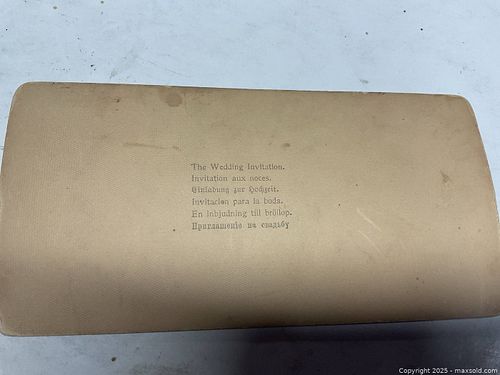 The Wedding Invitation.
Invitation aux noces.
Einladung zur Hochzeit.
Invitacion para la boda.
En inbjudning till bröllop.
Приглашение на свадьбу
Copyright 2025 - maxsold.com